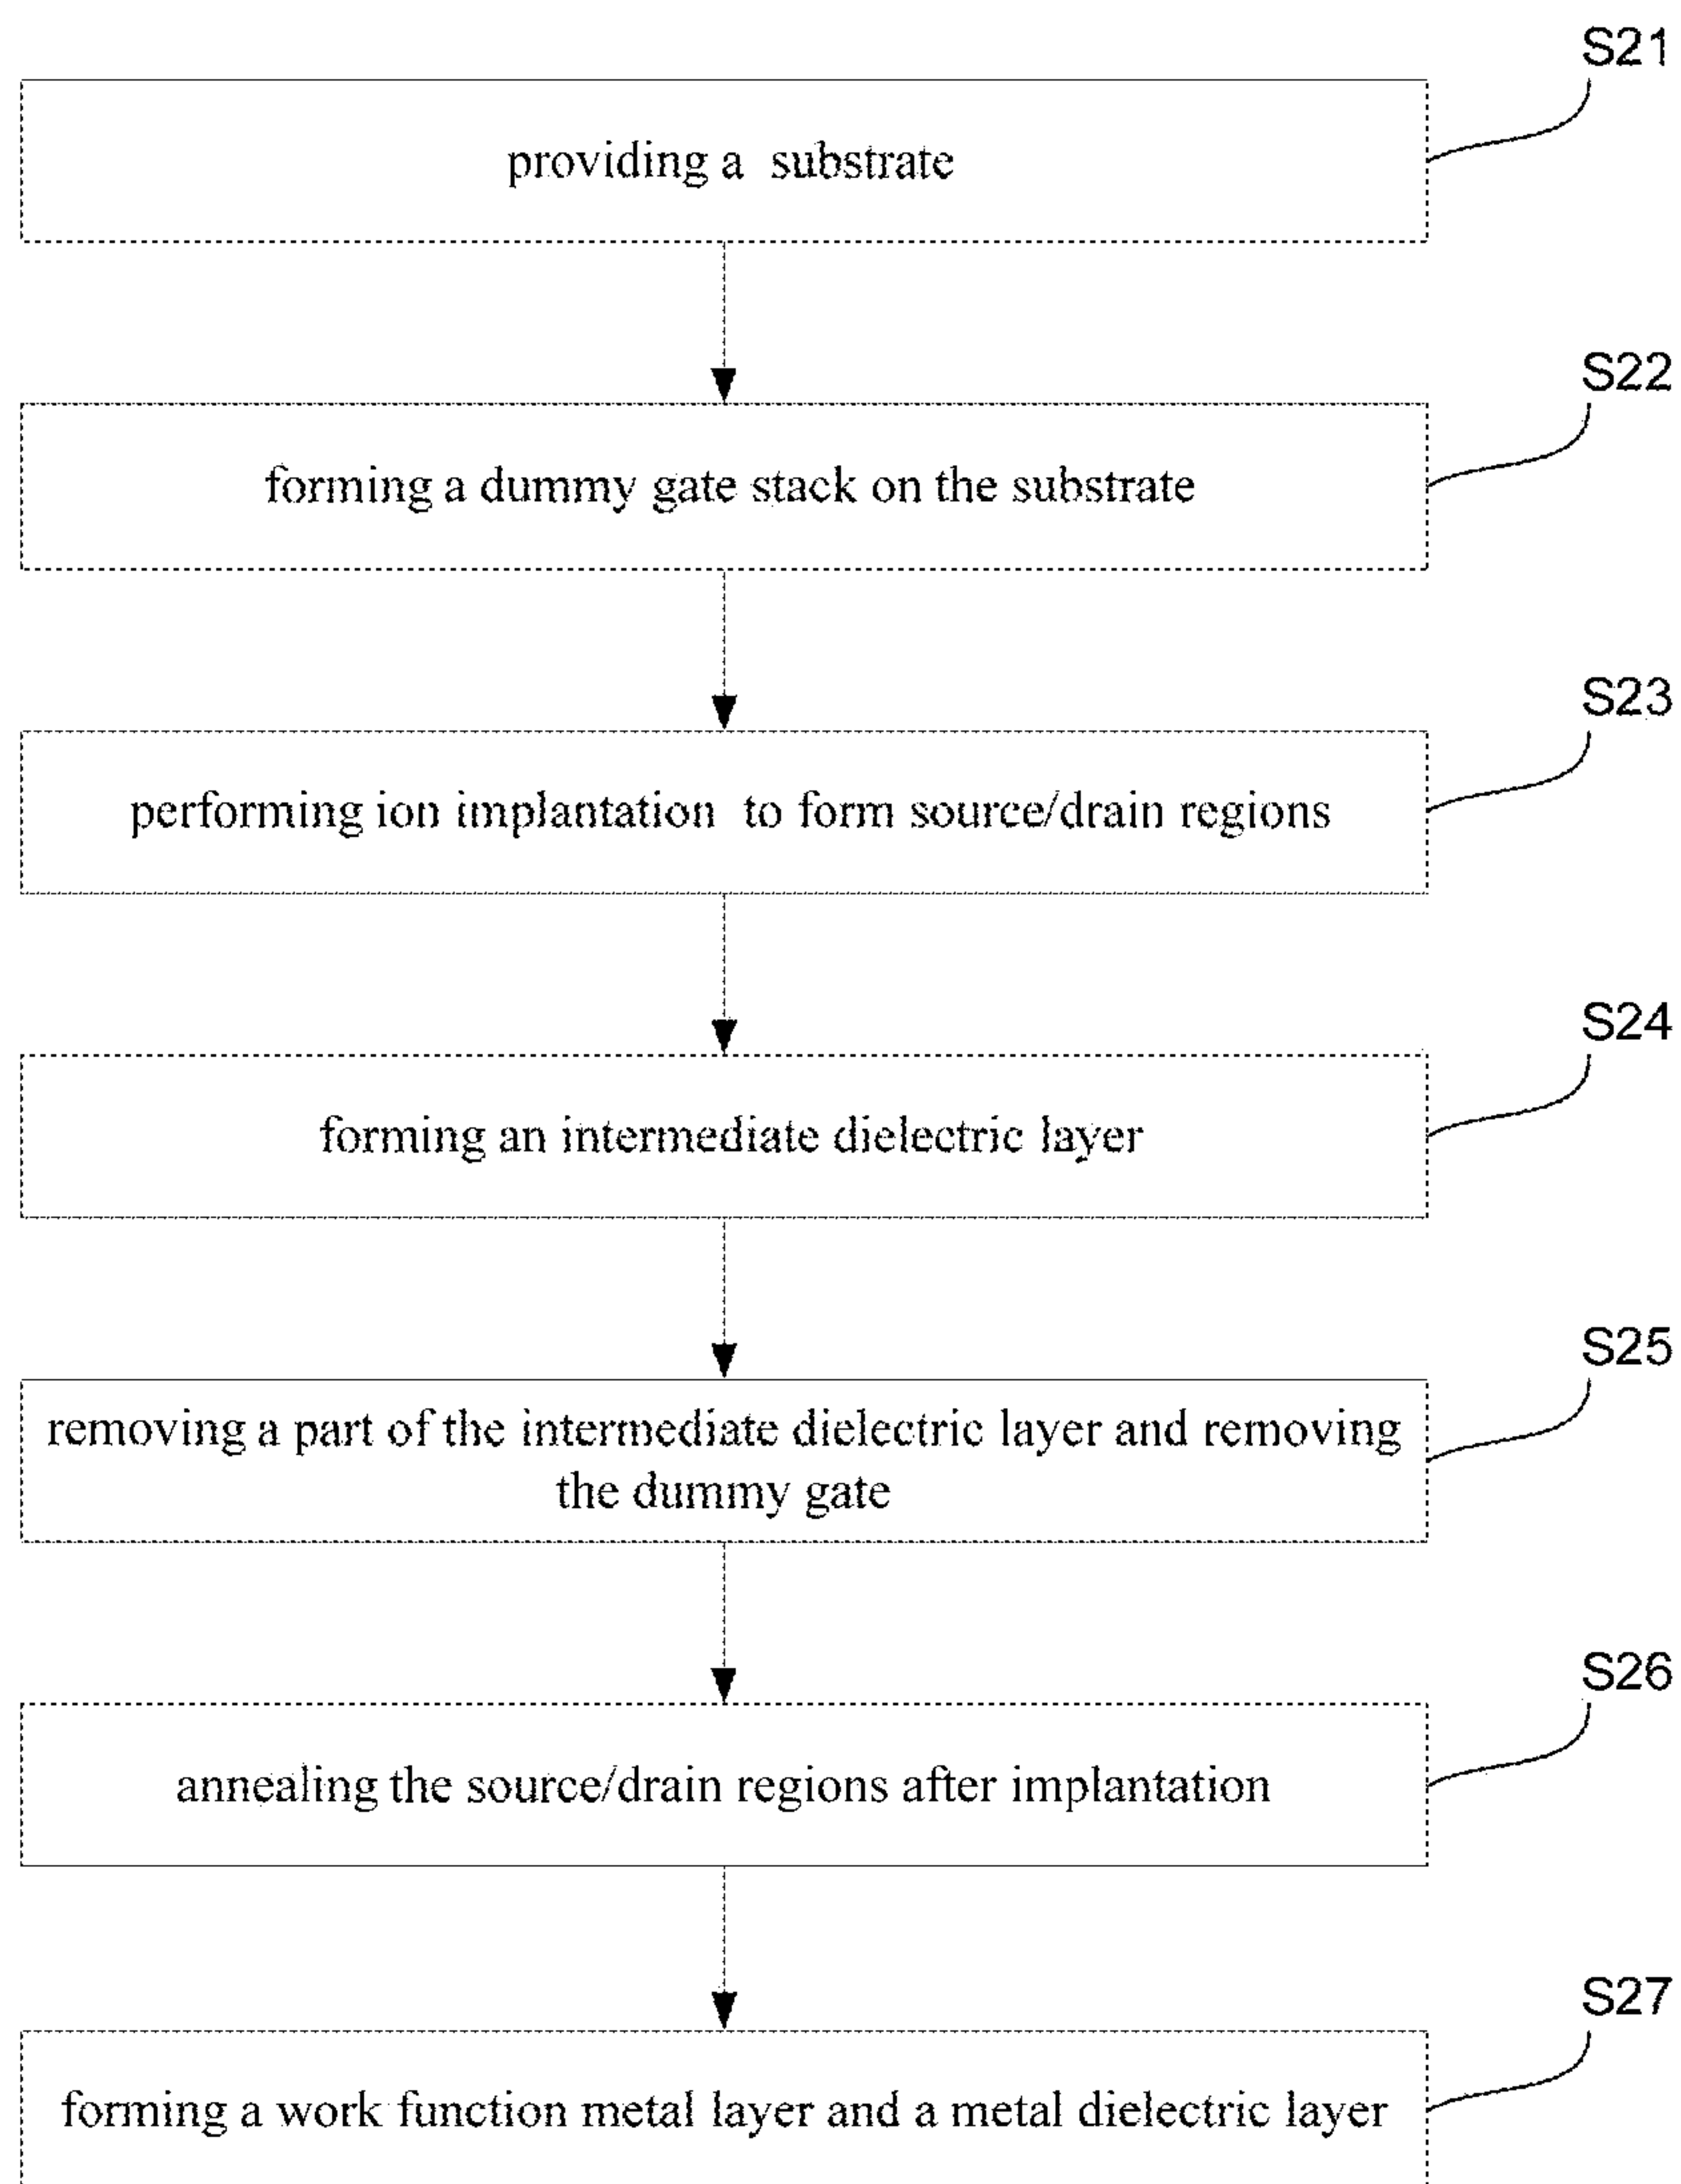 S21
providing a substrate
S22
forming a dummy gate stack on the substrate
S23
performing ion implantation to form source/drain regions
S24
forming an intermediate dielectric layer
S25
removing a part of the intermediate dielectric layer and removing
the dummy gate
S26
annealing the source/drain regions after implantation
S27
forming a work function metal layer and a metal dielectric layer